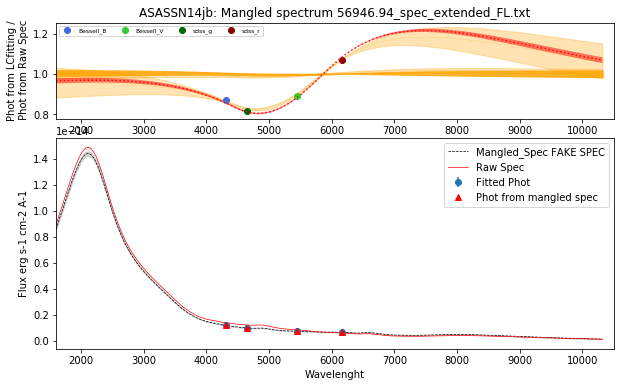 ASASSN14jb: Mangled spectrum 56946.94_spec_extended_FL.txt
Phot from LCfitting /
Phot from Raw Spec
Bessell_B Bessell_V sdss_g sdss_r
1.2
1.0
0.8
2000 3000 4000 5000 6000 7000 8000 9000 10000
1e-14
Flux erg s-1 cm-2 A-1
1.4
1.2
1.0
0.8
0.6
0.4
0.2
0.0
Mangled_Spec FAKE SPEC
Raw Spec
Fitted Phot
Phot from mangled spec
2000 3000 4000 5000 6000 7000 8000 9000 10000
Wavelenght